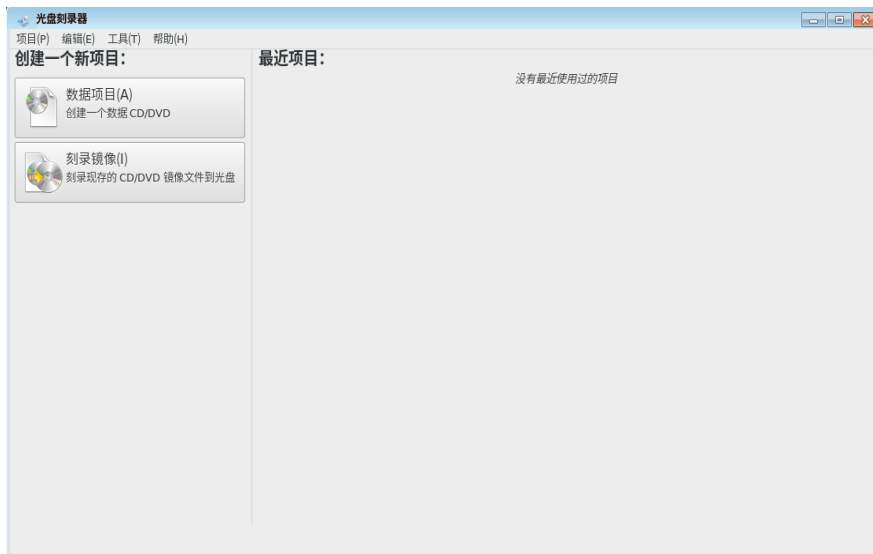 光盘刻录器
项目(P) 编辑(E) 工具(T) 帮助(H)
创建一个新项目：
数据项目(A)
创建一个数据 CD/DVD
刻录镜像(I)
刻录现存的 CD/DVD 镜像文件到光盘
最近项目：
没有最近使用过的项目